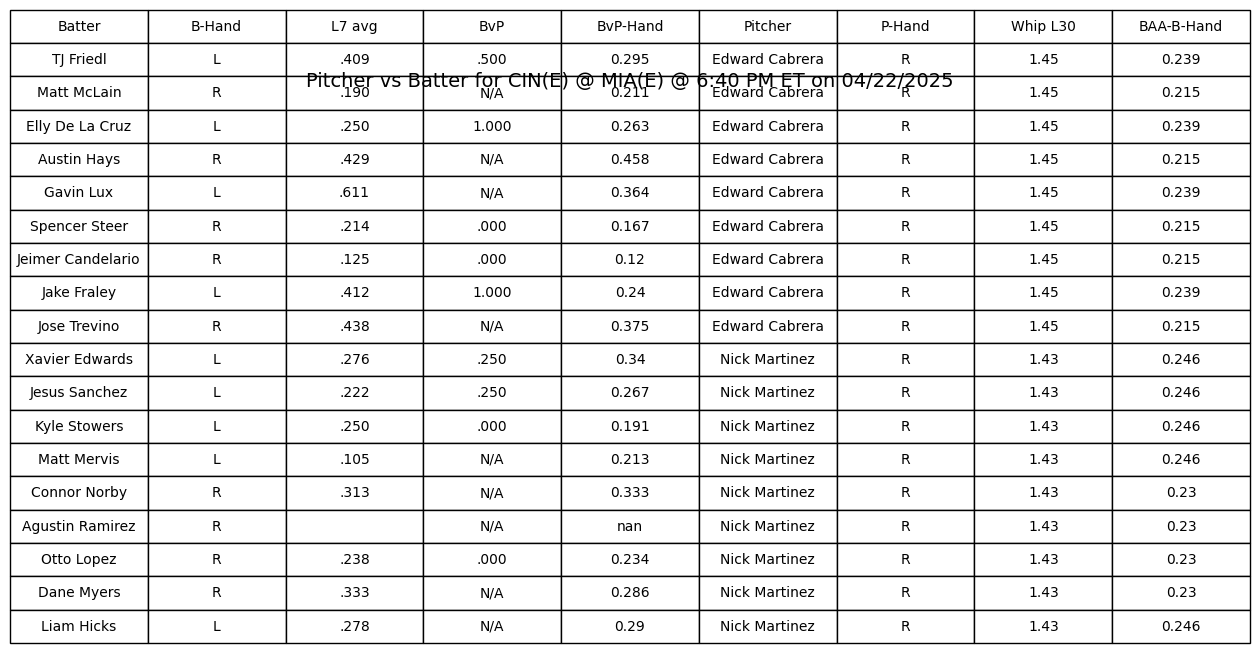 Batter B-Hand L7 avg BvP BvP-Hand Pitcher P-Hand Whip L30 BAA-B-Hand
TJ Friedl L .409 .500 0.295 Edward Cabrera R 1.45 0.239
Pitcher vs Batter for CIN(E) @ MIA(E) @ 6:40 PM ET on 04/22/2025
Matt McLain R .190 N/A 0.211 Edward Cabrera R 1.45 0.215
Elly De La Cruz L .250 1.000 0.263 Edward Cabrera R 1.45 0.239
Austin Hays R .429 N/A 0.458 Edward Cabrera R 1.45 0.215
Gavin Lux L .611 N/A 0.364 Edward Cabrera R 1.45 0.239
Spencer Steer R .214 .000 0.167 Edward Cabrera R 1.45 0.215
Jeimer Candelario R .125 .000 0.12 Edward Cabrera R 1.45 0.215
Jake Fraley L .412 1.000 0.24 Edward Cabrera R 1.45 0.239
Jose Trevino R .438 N/A 0.375 Edward Cabrera R 1.45 0.215
Xavier Edwards L .276 .250 0.34 Nick Martinez R 1.43 0.246
Jesus Sanchez L .222 .250 0.267 Nick Martinez R 1.43 0.246
Kyle Stowers L .250 .000 0.191 Nick Martinez R 1.43 0.246
Matt Mervis L .105 N/A 0.213 Nick Martinez R 1.43 0.246
Connor Norby R .313 N/A 0.333 Nick Martinez R 1.43 0.23
Agustin Ramirez R N/A nan Nick Martinez R 1.43 0.23
Otto Lopez R .238 .000 0.234 Nick Martinez R 1.43 0.23
Dane Myers R .333 N/A 0.286 Nick Martinez R 1.43 0.23
Liam Hicks L .278 N/A 0.29 Nick Martinez R 1.43 0.246